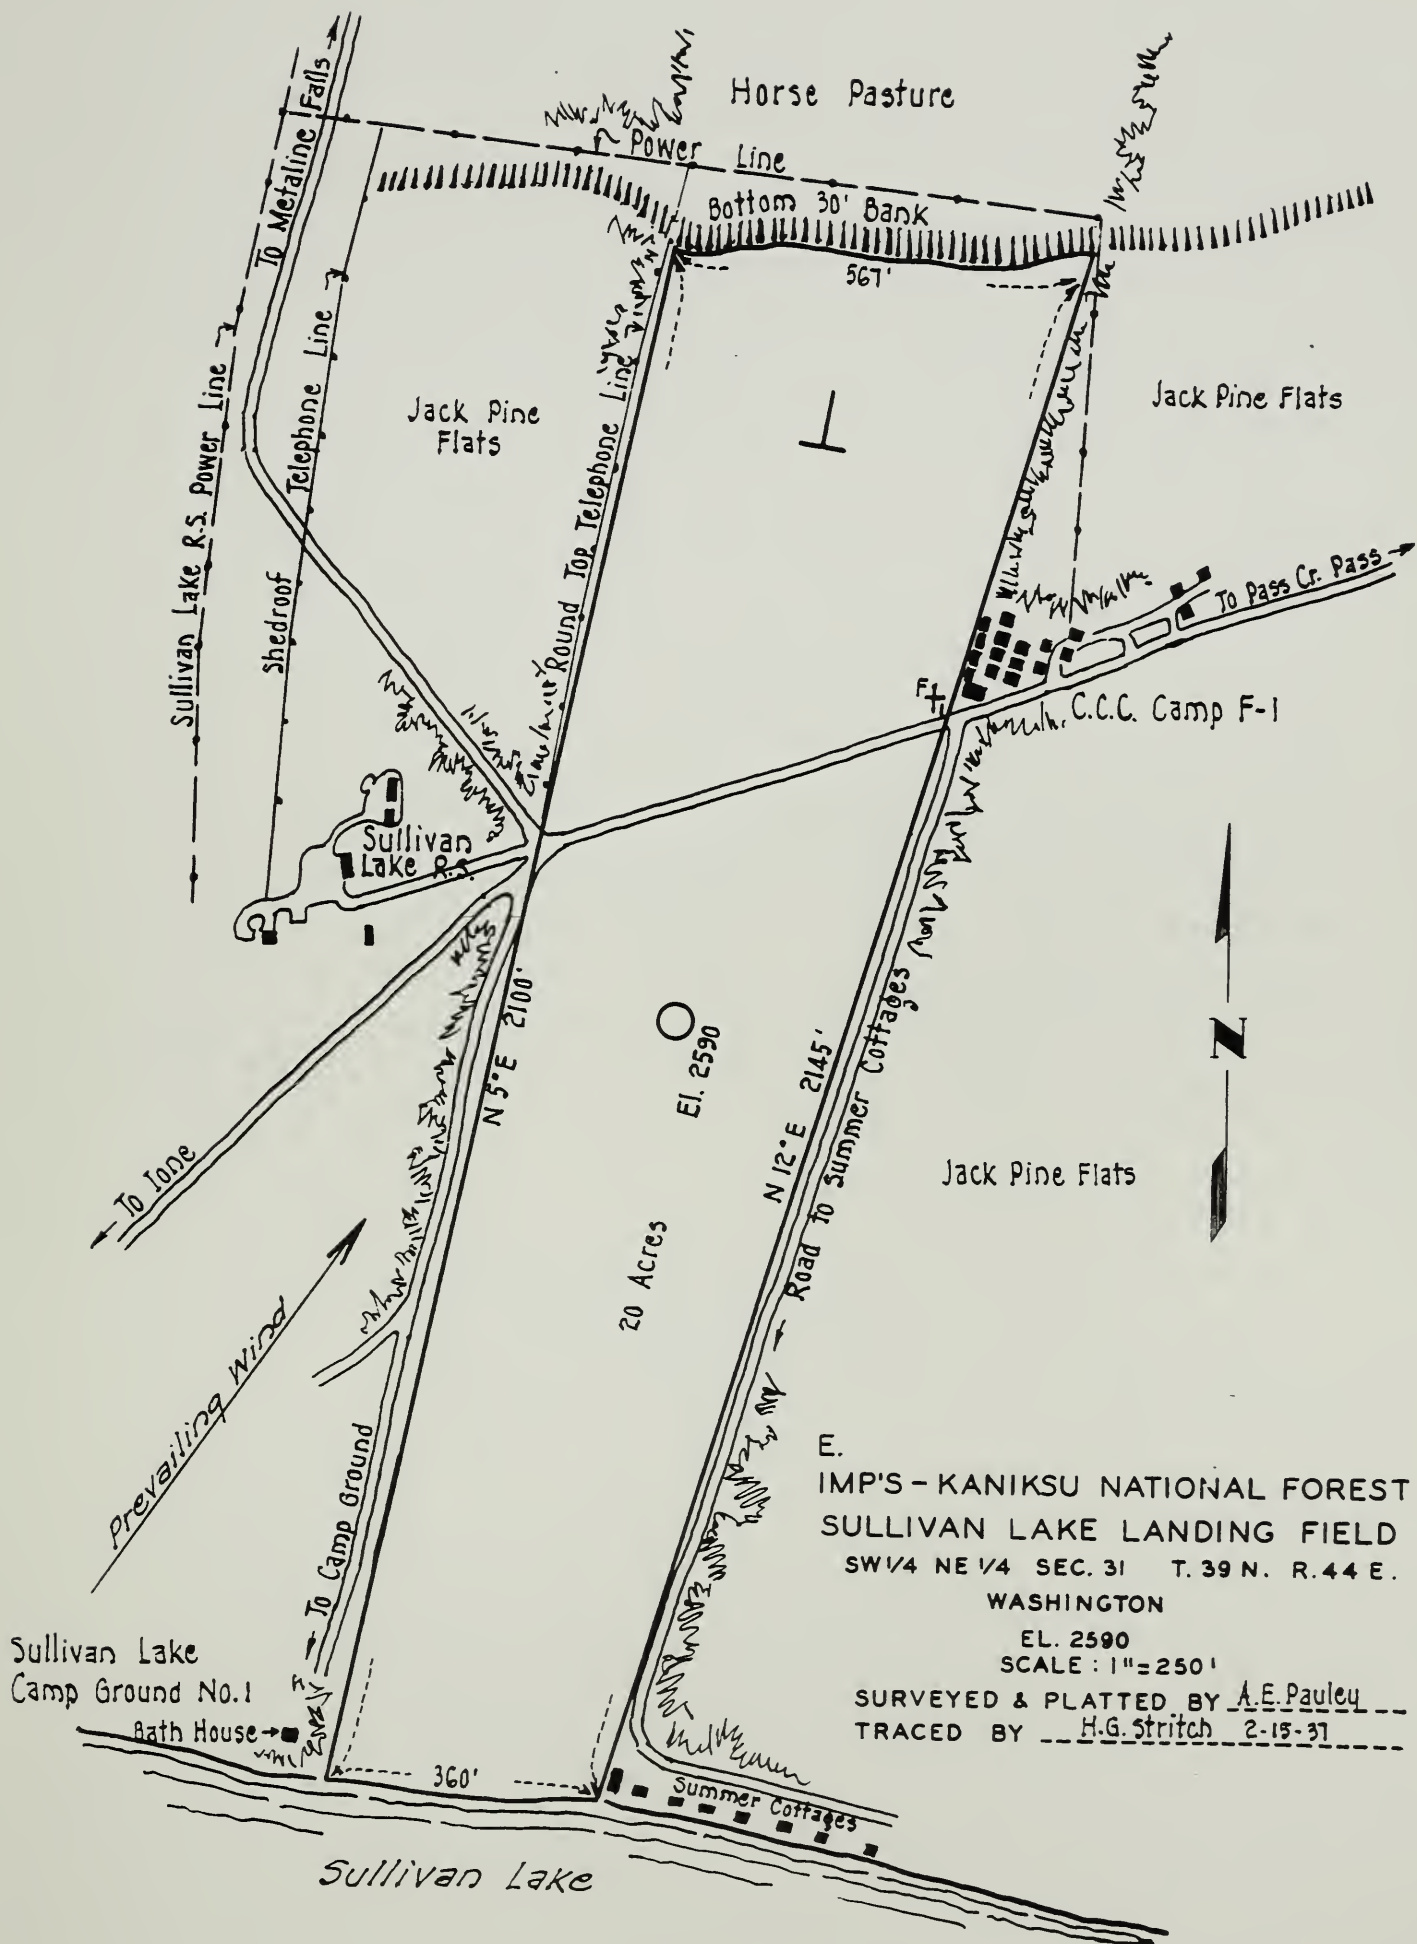 Horse Pasture
To Metaline Falls
Power Line
Bottom 30' Bank
567'
Sullivan Lake R.S. Power Line
Shedroof Telephone Line
Jack Pine
Flats
Round Top Telephone Line
Jack Pine Flats
To Pass Cr. Pass
F
C.C.C. Camp F-1
Sullivan
Lake R.S.
N 5° E 2100'
El. 2590
N 12° E 2145'
Road to Summer Cottages
N
To Ione
Jack Pine Flats
20 Acres
Prevailing Wind
To Camp Ground
E.
IMP'S - KANIKSU NATIONAL FOREST
SULLIVAN LAKE LANDING FIELD
SW 1/4 NE 1/4 SEC. 31 T. 39 N. R. 44 E.
WASHINGTON
EL. 2590
SCALE : 1" = 250'
SURVEYED & PLATTED BY A.E. Pauley
TRACED BY H.G. Stritch 2-15-37
Sullivan Lake
Camp Ground No. 1
Bath House
360'
Summer Cottages
Sullivan Lake